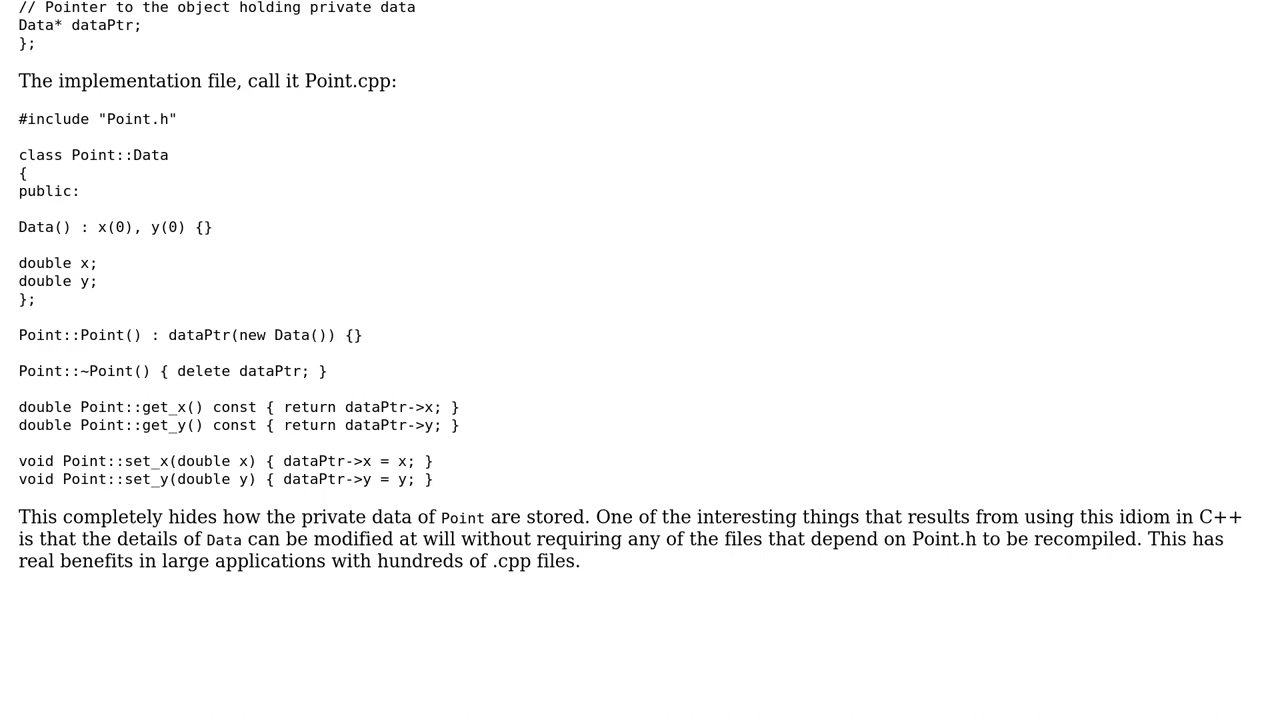 // Pointer to the object holding private data
Data* dataPtr;
};
The implementation file, call it Point.cpp:
#include "Point.h"
class Point::Data
{
public:
Data() : x(0), y(0) {}
double x;
double y;
};
Point::Point() : dataPtr(new Data()) {}
Point::~Point() { delete dataPtr; }
double Point::get_x() const { return dataPtr->x; }
double Point::get_y() const { return dataPtr->y; }
void Point::set_x(double x) { dataPtr->x = x; }
void Point::set_y(double y) { dataPtr->y = y; }
This completely hides how the private data of Point are stored. One of the interesting things that results from using this idiom in C++
is that the details of Data can be modified at will without requiring any of the files that depend on Point.h to be recompiled. This has
real benefits in large applications with hundreds of .cpp files.